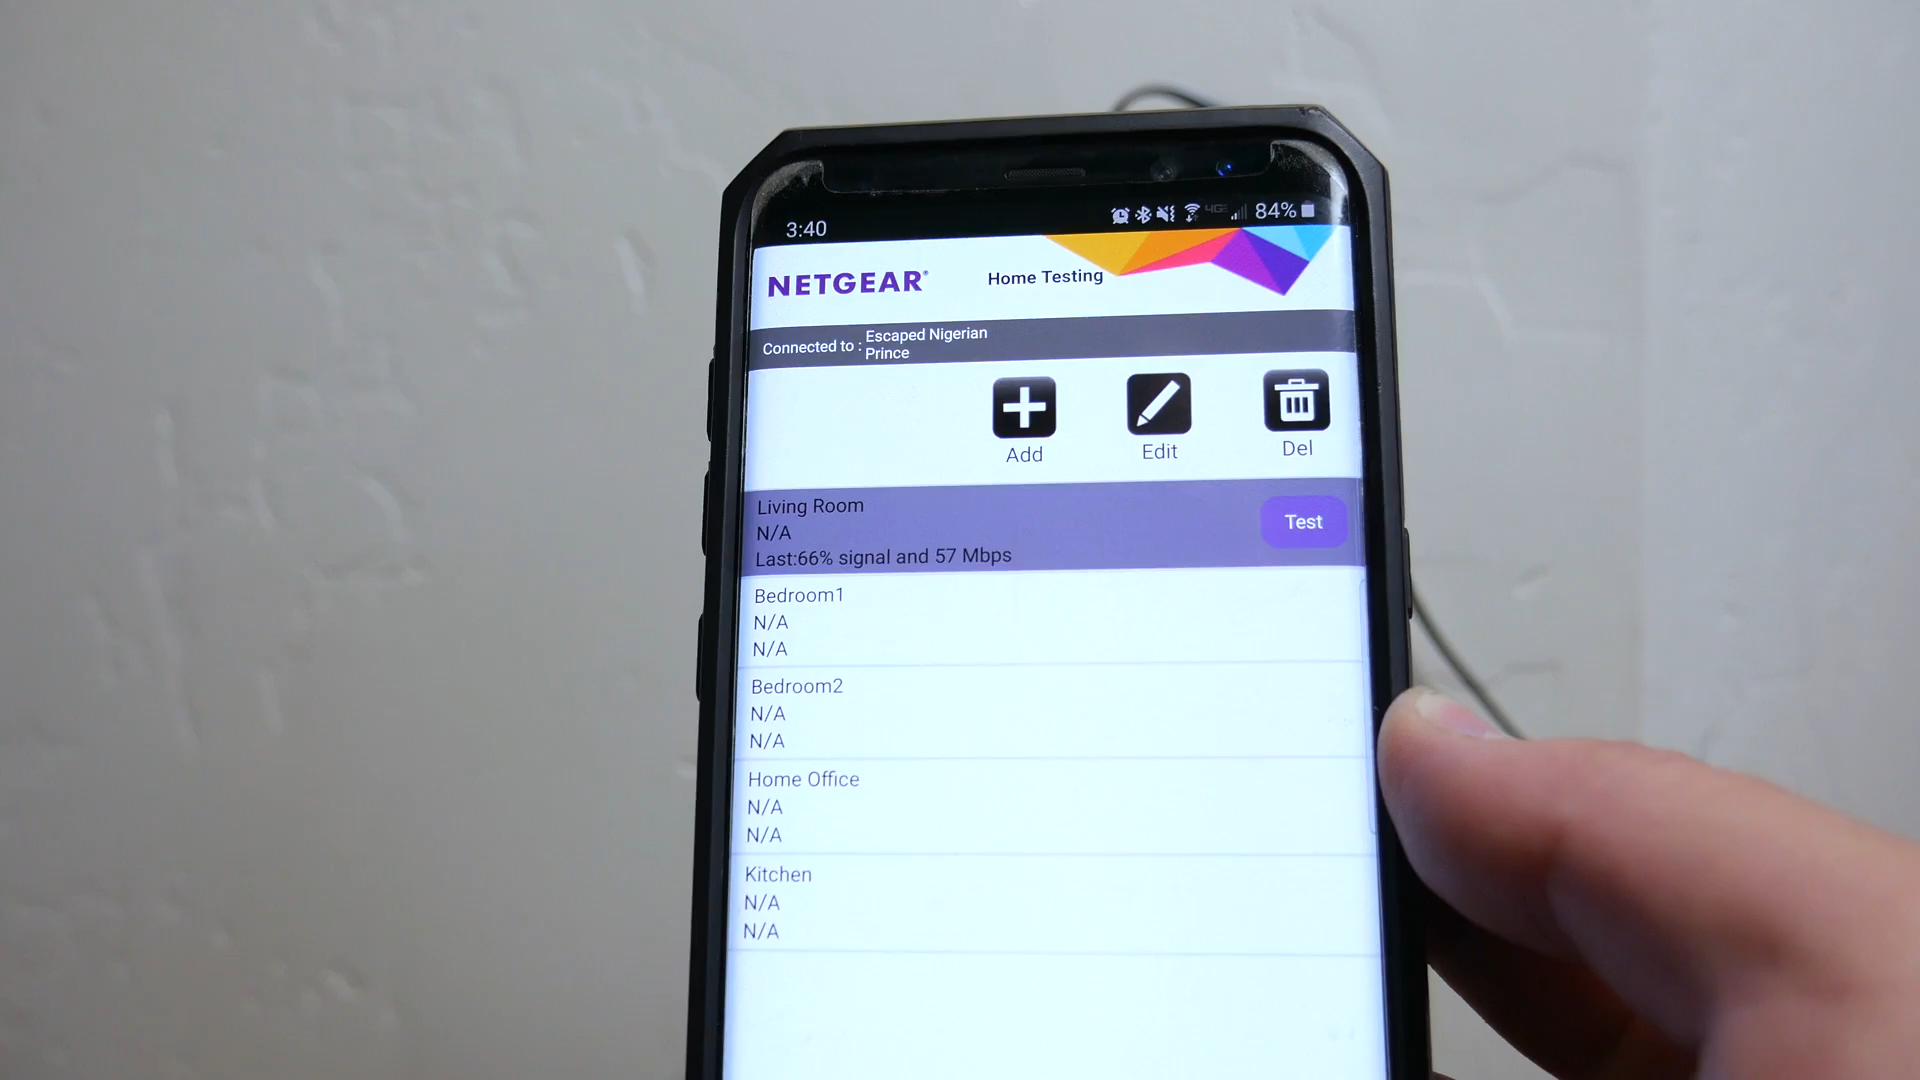 3:40
4GE
84%
NETGEAR®
Home Testing
Connected to : Escaped Nigerian
Prince
Add
Edit
Del
Living Room
N/A
Last:66% signal and 57 Mbps
Test
Bedroom1
N/A
N/A
Bedroom2
N/A
N/A
Home Office
N/A
N/A
Kitchen
N/A
N/A